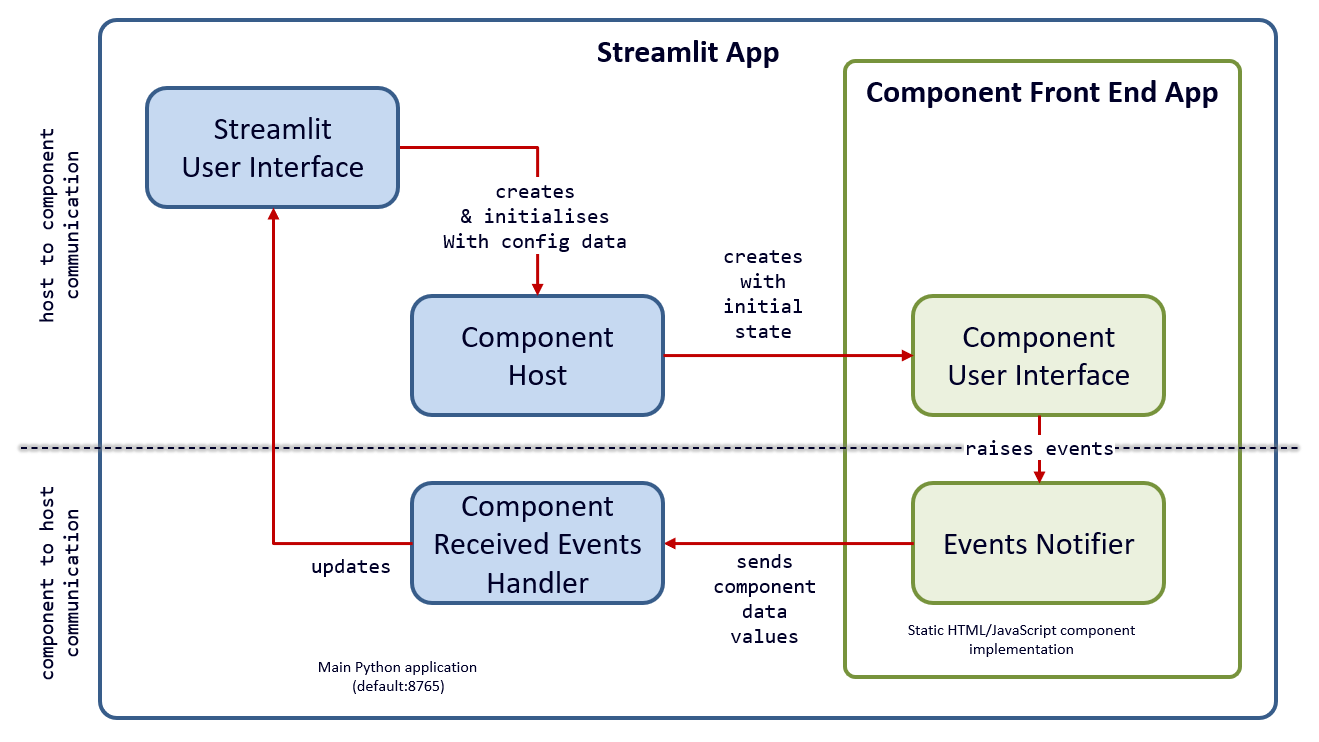 Streamlit App
Component Front End App
host to component
communication
Streamlit
User Interface
creates
& initialises
With config data
creates
with
initial
state
Component
Host
Component
User Interface
raises events
component to host
communication
Component
Received Events
Handler
Events Notifier
updates
sends
component
data
values
Static HTML/JavaScript component
implementation
Main Python application
(default:8765)